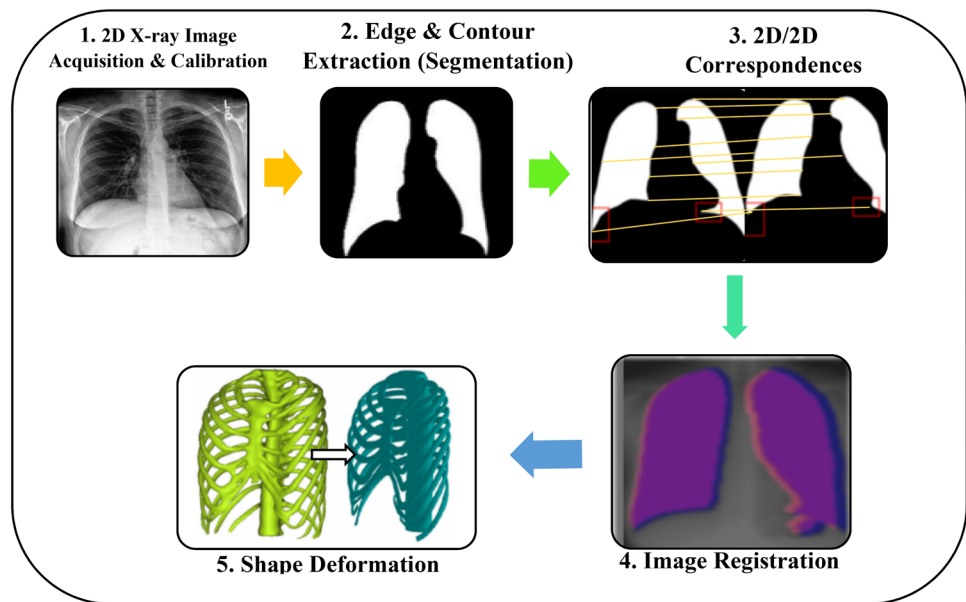 1. 2D X-ray Image
Acquisition & Calibration
2. Edge & Contour
Extraction (Segmentation)
3. 2D/2D
Correspondences
5. Shape Deformation
4. Image Registration